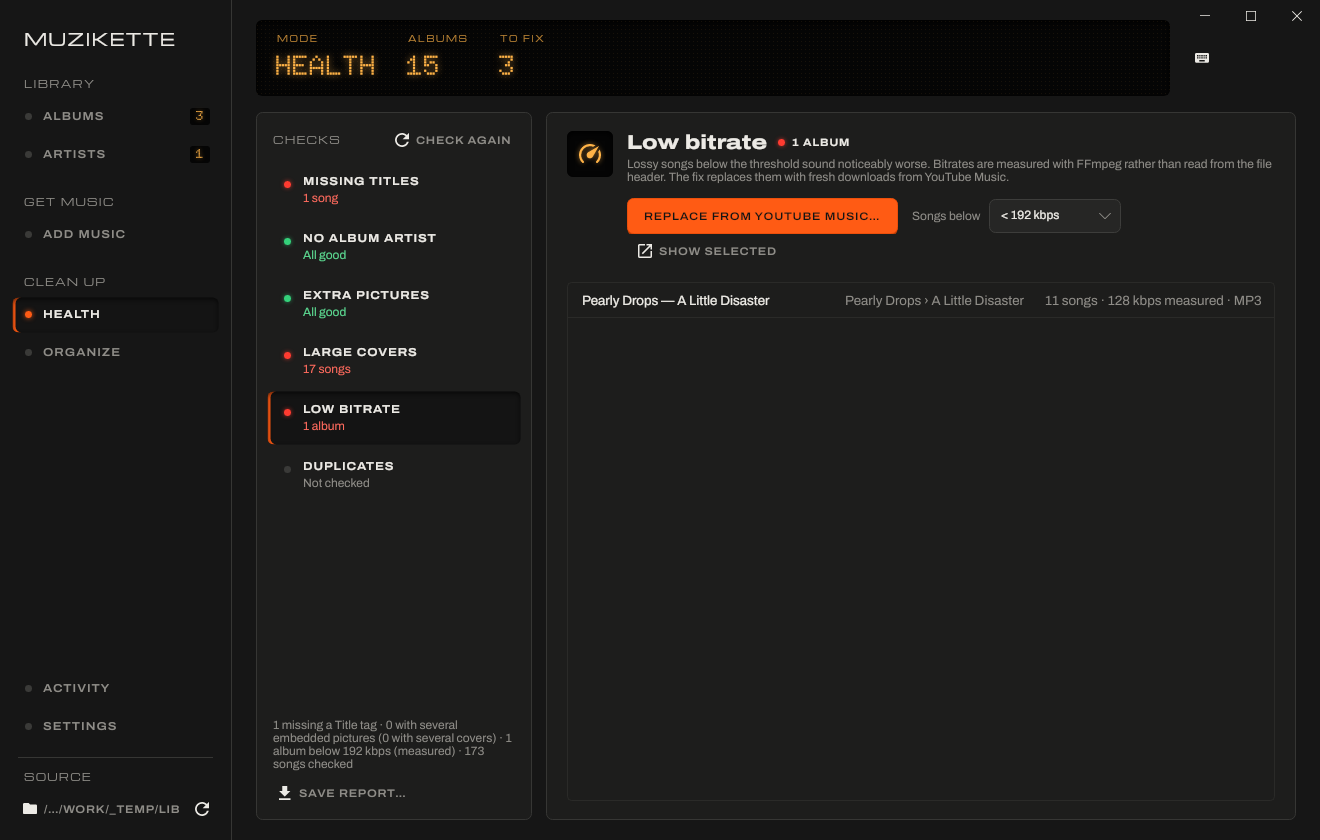 MUZIKETTE
LIBRARY
ALBUMS 3
ARTISTS 1
GET MUSIC
ADD MUSIC
CLEAN UP
HEALTH
ORGANIZE
ACTIVITY
SETTINGS
SOURCE
/.../WORK/_TEMP/LIB
MODE ALBUMS TO FIX
HEALTH 15 3
CHECKS CHECK AGAIN
MISSING TITLES
1 song
NO ALBUM ARTIST
All good
EXTRA PICTURES
All good
LARGE COVERS
17 songs
LOW BITRATE
1 album
DUPLICATES
Not checked
1 missing a Title tag · 0 with several
embedded pictures (0 with several covers) · 1
album below 192 kbps (measured) · 173
songs checked
SAVE REPORT...
Low bitrate 1 ALBUM
Lossy songs below the threshold sound noticeably worse. Bitrates are measured with FFmpeg rather than read from the file
header. The fix replaces them with fresh downloads from YouTube Music.
REPLACE FROM YOUTUBE MUSIC... Songs below < 192 kbps
SHOW SELECTED
Pearly Drops — A Little Disaster Pearly Drops › A Little Disaster 11 songs · 128 kbps measured · MP3